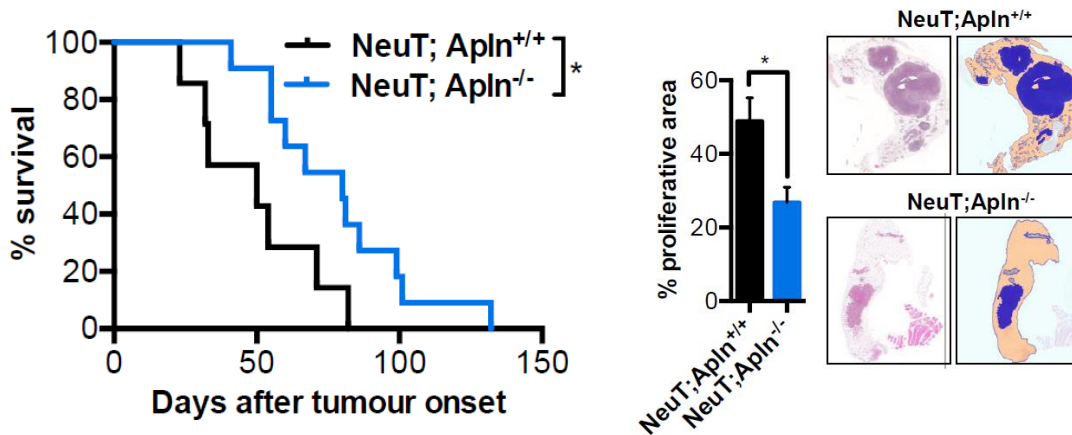 % survival
100
80
60
40
20
0
0 50 100 150
Days after tumour onset
NeuT; Apln+/+
NeuT; Apln-/-
*
% proliferative area
60
40
20
0
*
NeuT;Apln+/+
NeuT;Apln-/-
NeuT;Apln+/+
NeuT;Apln-/-